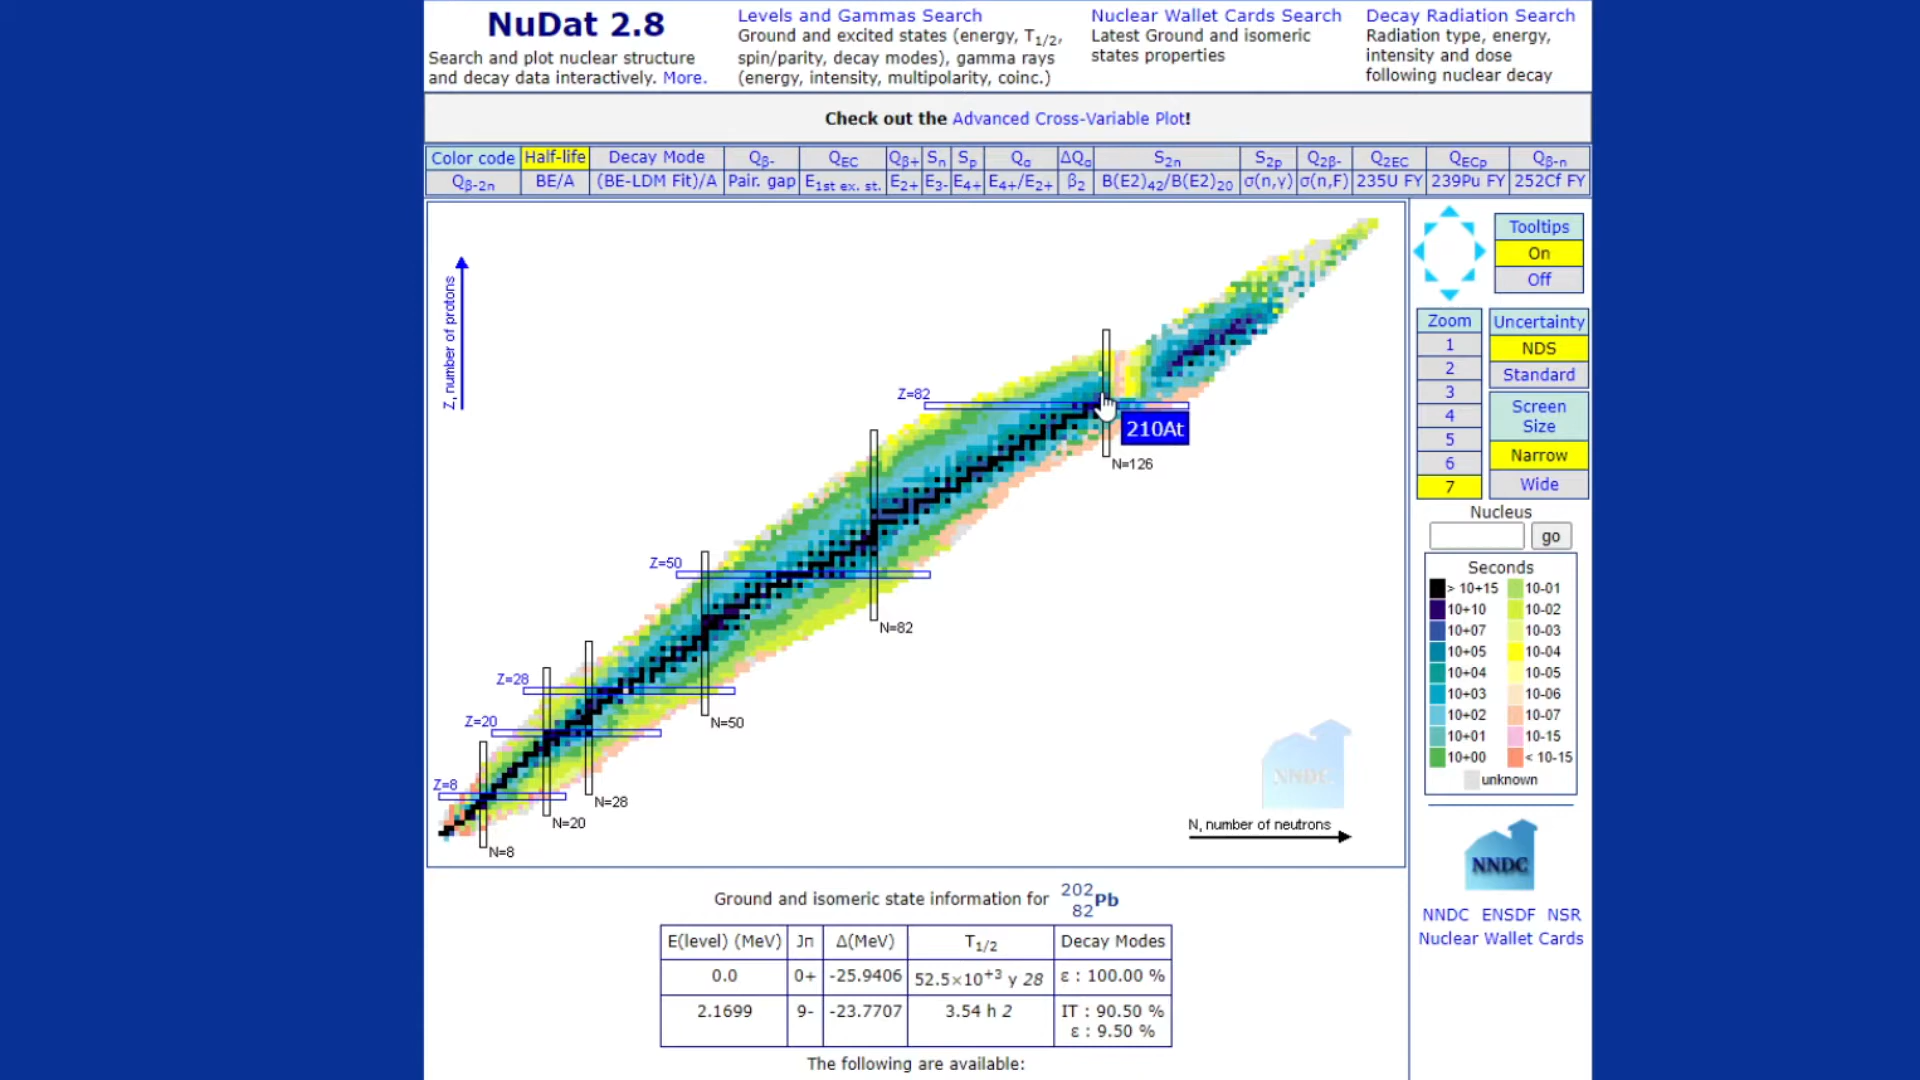 NuDat 2.8
Search and plot nuclear structure
and decay data interactively. More.
Levels and Gammas Search
Ground and excited states (energy, T1/2,
spin/parity, decay modes), gamma rays
(energy, intensity, multipolarity, coinc.)
Nuclear Wallet Cards Search
Latest Ground and isomeric
states properties
Decay Radiation Search
Radiation type, energy,
intensity and dose
following nuclear decay
Check out the Advanced Cross-Variable Plot!
Color code Half-life Decay Mode Qβ- QEC Qβ+ Sn Sp Qα ΔQα S2n S2p Q2β- Q2EC QECp Qβ-n
Qβ-2n BE/A (BE-LDM Fit)/A Pair. gap E1st ex. st. E2+ E3- E4+ E4+/E2+ β2 B(E2)42/B(E2)20 σ(n,γ) σ(n,F) 235U FY 239Pu FY 252Cf FY
Z, number of protons
Z=82
210At
N=126
Z=50
N=82
Z=28
N=50
Z=20
Z=8
N=28
N=20
N=8
NNDC
N, number of neutrons
Tooltips
On
Off
Zoom
1
2
3
4
5
6
7
Uncertainty
NDS
Standard
Screen
Size
Narrow
Wide
Nucleus
go
Seconds
> 10+15 10-01
10+10 10-02
10+07 10-03
10+05 10-04
10+04 10-05
10+03 10-06
10+02 10-07
10+01 10-15
10+00 < 10-15
unknown
NNDC
NNDC ENSDF NSR
Nuclear Wallet Cards
Ground and isomeric state information for 202 82 Pb
E(level) (MeV) Jπ Δ(MeV) T1/2 Decay Modes
0.0 0+ -25.9406 52.5×10+3 y 28 ε : 100.00 %
2.1699 9- -23.7707 3.54 h 2 IT : 90.50 %
ε : 9.50 %
The following are available: